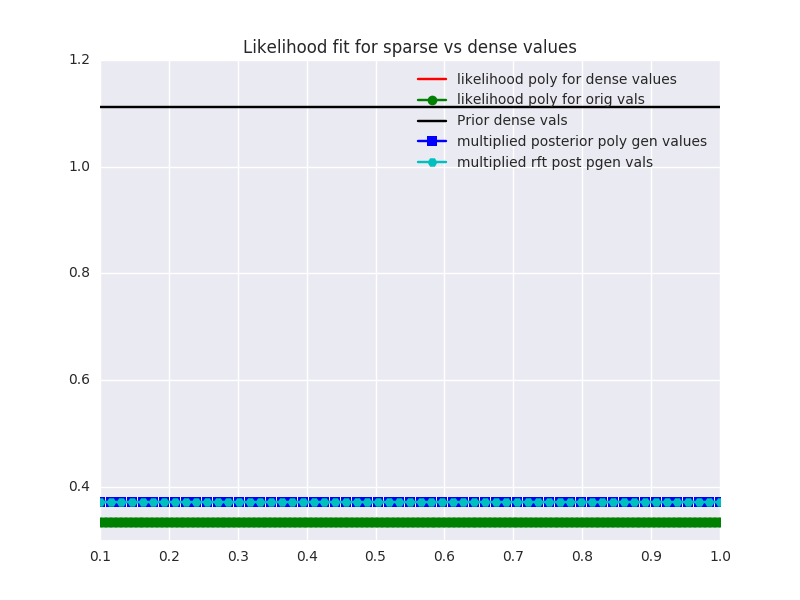 Likelihood fit for sparse vs dense values
1.2
1.0
0.8
0.6
0.4
likelihood poly for dense values
likelihood poly for orig vals
Prior dense vals
multiplied posterior poly gen values
multiplied rft post pgen vals
0.1 0.2 0.3 0.4 0.5 0.6 0.7 0.8 0.9 1.0